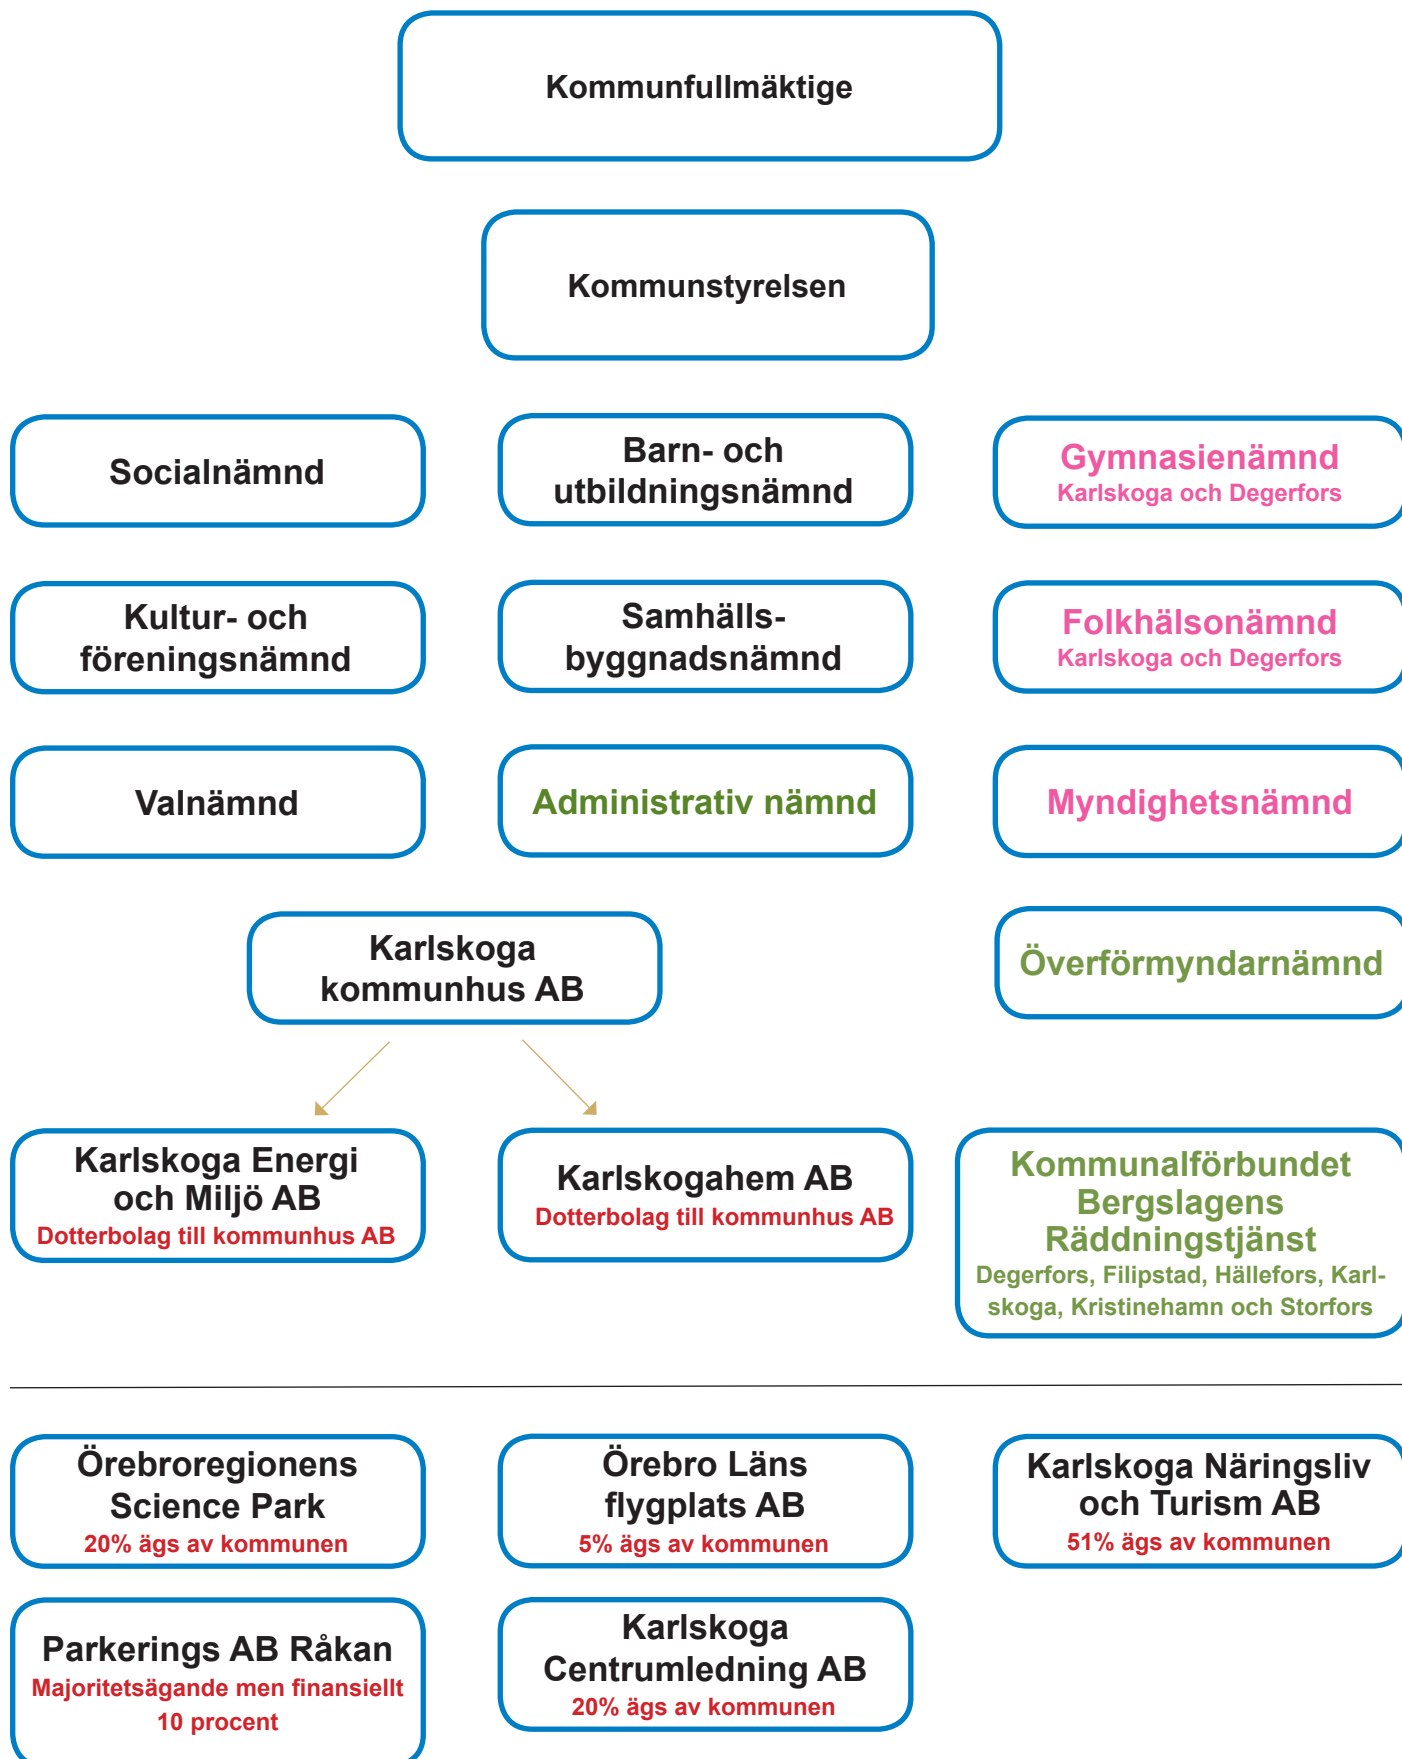 Kommunfullmäktige
Kommunstyrelsen
Socialnämnd
Barn- och
utbildningsnämnd
Gymnasienämnd
Karlskoga och Degerfors
Kultur- och
föreningsnämnd
Samhälls-
byggnadsnämnd
Folkhälsonämnd
Karlskoga och Degerfors
Valnämnd
Administrativ nämnd
Myndighetsnämnd
Karlskoga
kommunhus AB
Överförmyndarnämnd
Karlskoga Energi
och Miljö AB
Dotterbolag till kommunhus AB
Karlskogahem AB
Dotterbolag till kommunhus AB
Kommunalförbundet
Bergslagens
Räddningstjänst
Degerfors, Filipstad, Hällefors, Karl-
skoga, Kristinehamn och Storfors
Örebroregionens
Science Park
20% ägs av kommunen
Örebro Läns
flygplats AB
5% ägs av kommunen
Karlskoga Näringsliv
och Turism AB
51% ägs av kommunen
Parkerings AB Råkan
Majoritetsägande men finansiellt
10 procent
Karlskoga
Centrumledning AB
20% ägs av kommunen